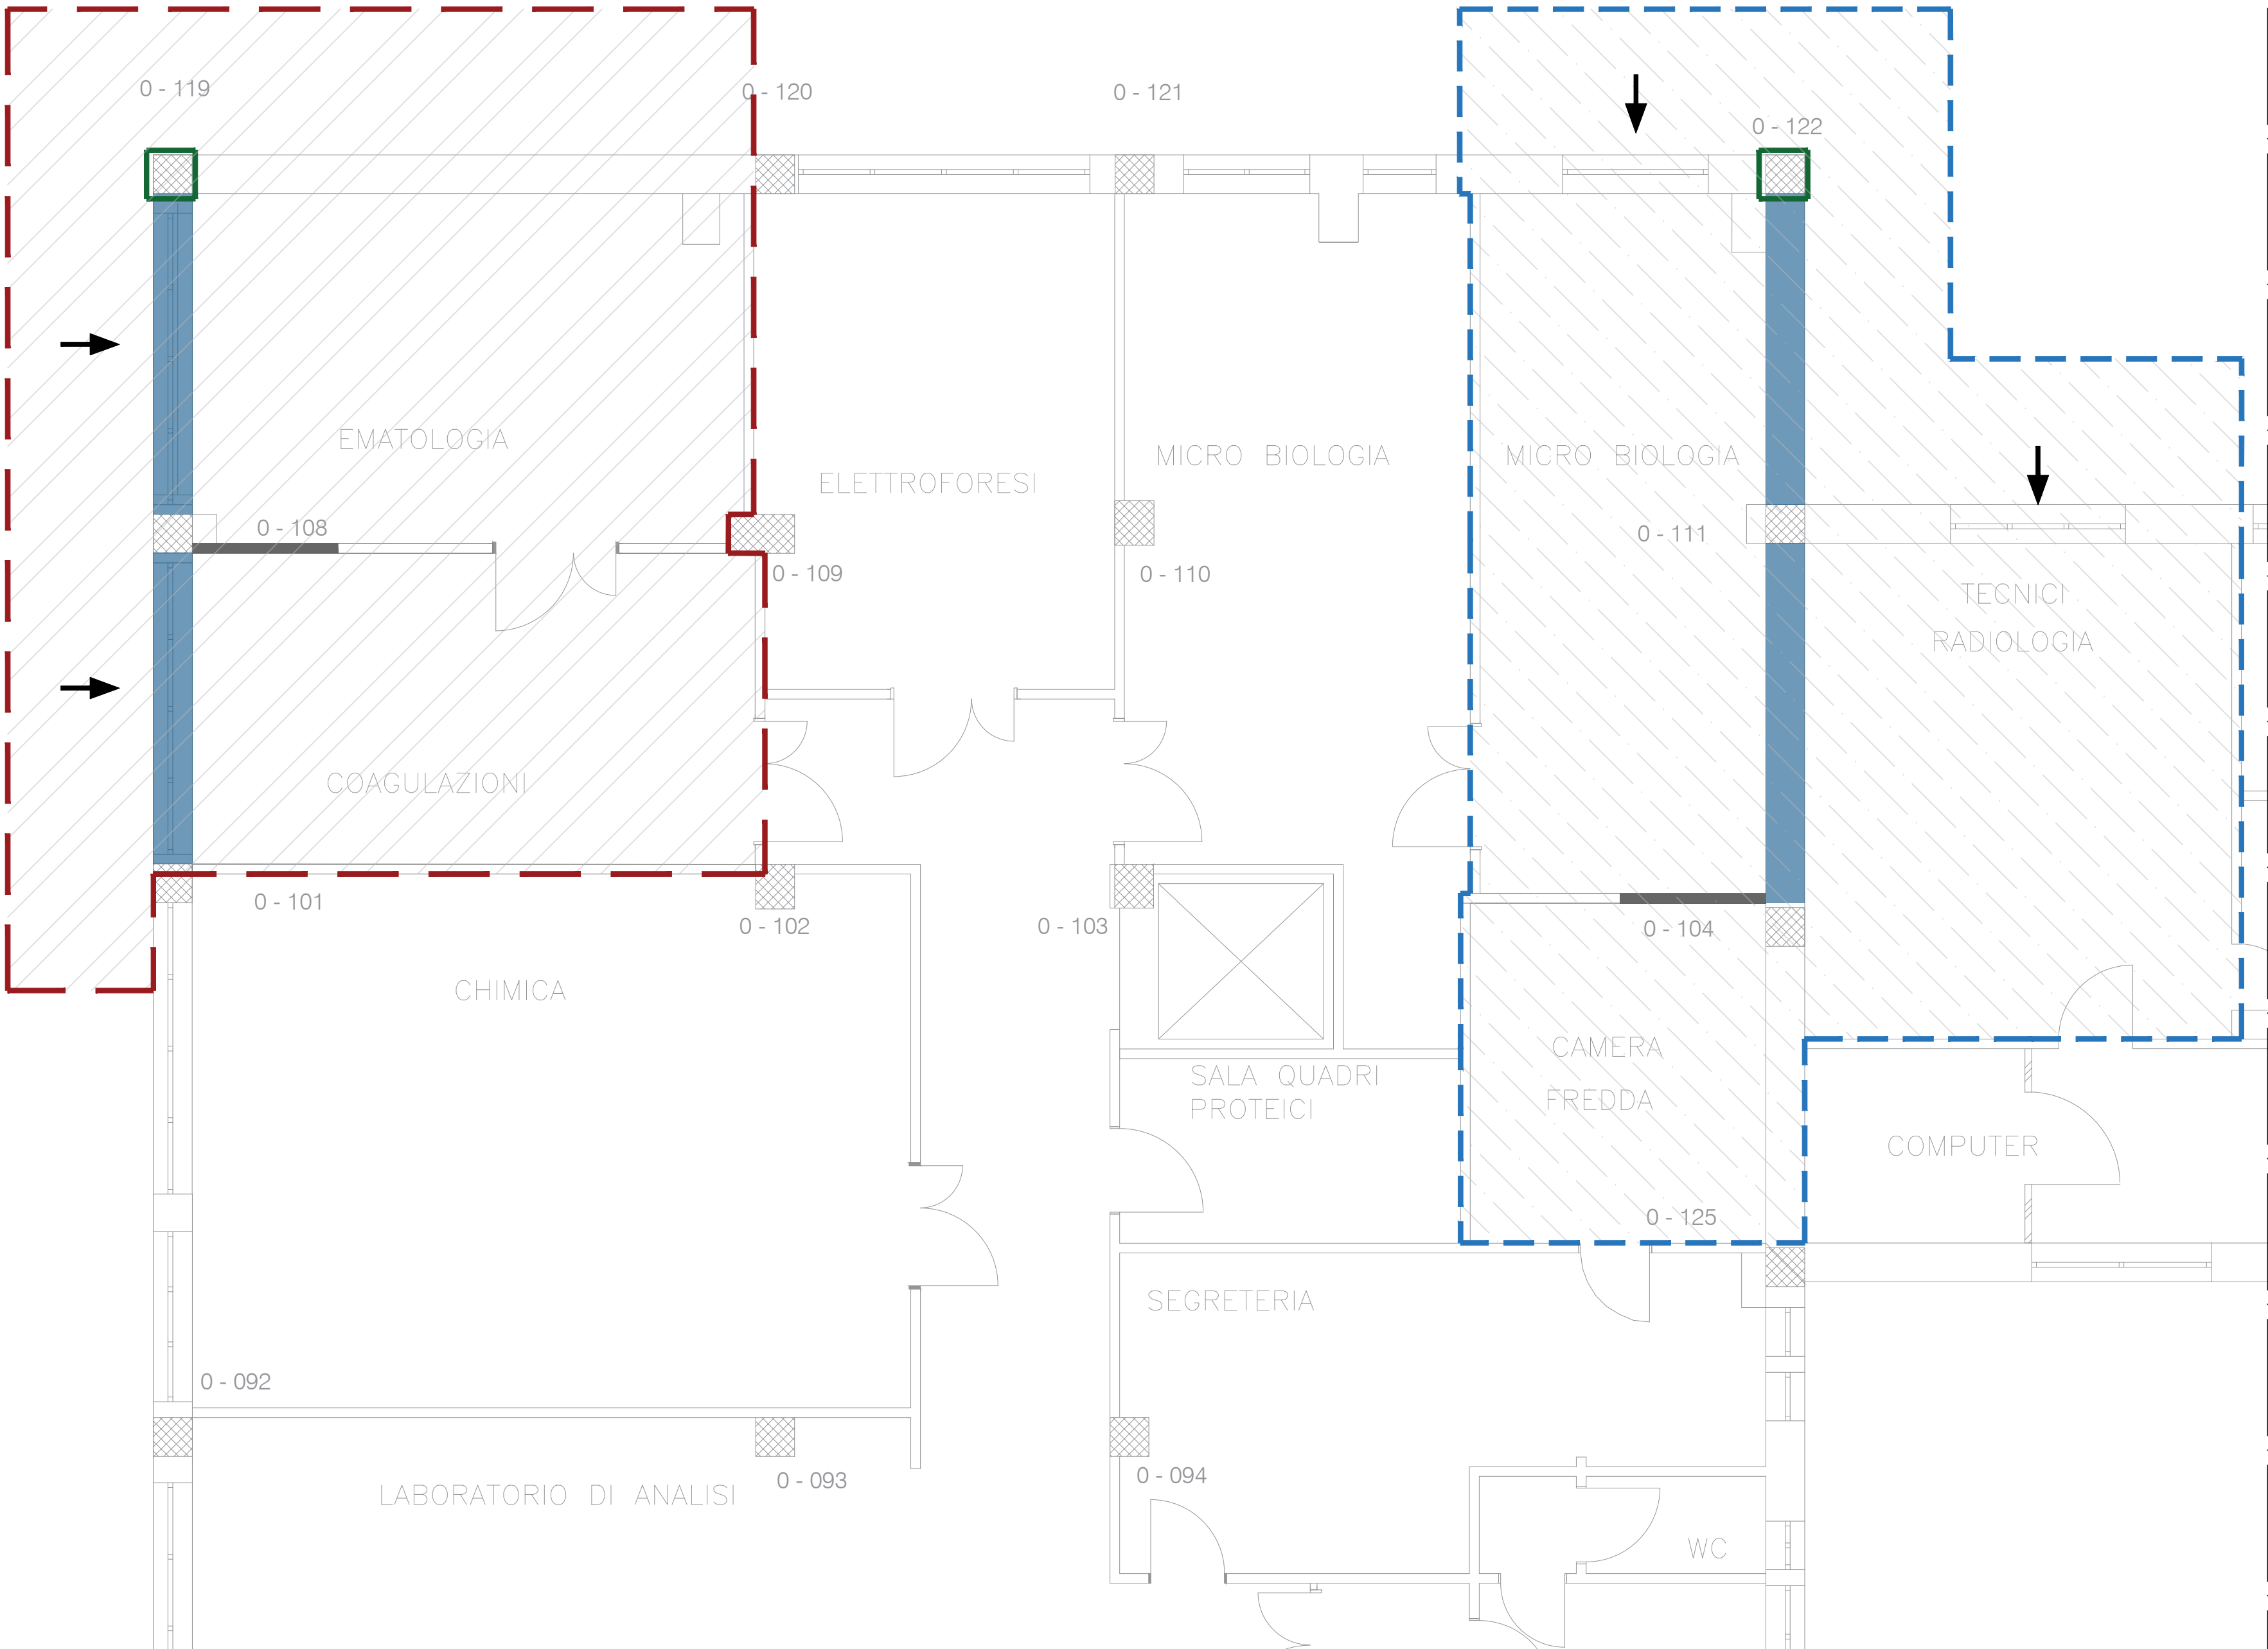 0 - 119
0 - 120
0 - 121
0 - 122
EMATOLOGIA
MICRO BIOLOGIA
MICRO BIOLOGIA
ELETTROFORESI
0 - 108
0 - 111
0 - 109
0 - 110
TECNICI
RADIOLOGIA
COAGULAZIONI
0 - 101
0 - 102
0 - 103
0 - 104
CHIMICA
CAMERA
FREDDA
SALA QUADRI
PROTEICI
COMPUTER
0 - 125
SEGRETERIA
0 - 092
LABORATORIO DI ANALISI
0 - 093
0 - 094
WC